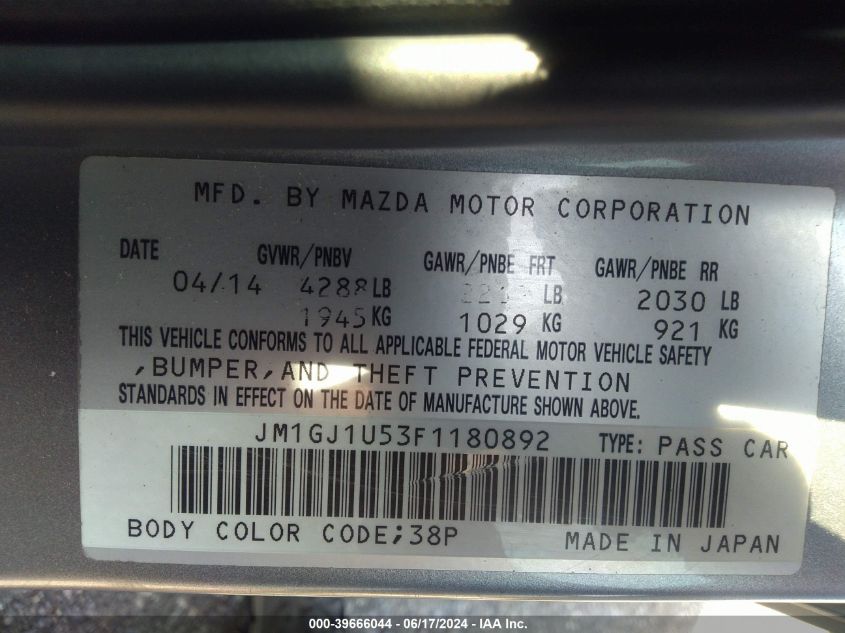 MFD. BY MAZDA MOTOR CORPORATION
DATE GVWR/PNBV GAWR/PNBE FRT GAWR/PNBE RR
04/14 4288 LB LB 2030 LB
1945 KG 1029 KG 921 KG
THIS VEHICLE CONFORMS TO ALL APPLICABLE FEDERAL MOTOR VEHICLE SAFETY
,BUMPER,AND THEFT PREVENTION
STANDARDS IN EFFECT ON THE DATE OF MANUFACTURE SHOWN ABOVE.
JM1GJ1U53F1180892 TYPE: PASS CAR
BODY COLOR CODE;38P MADE IN JAPAN
000-39666044 / 06/17/2024 / © IAA Inc.